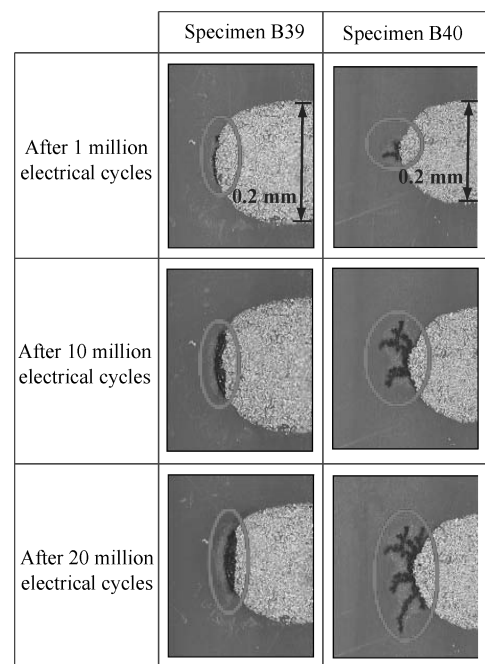 Specimen B39
Specimen B40
After 1 million
electrical cycles
0.2 mm
0.2 mm
After 10 million
electrical cycles
After 20 million
electrical cycles